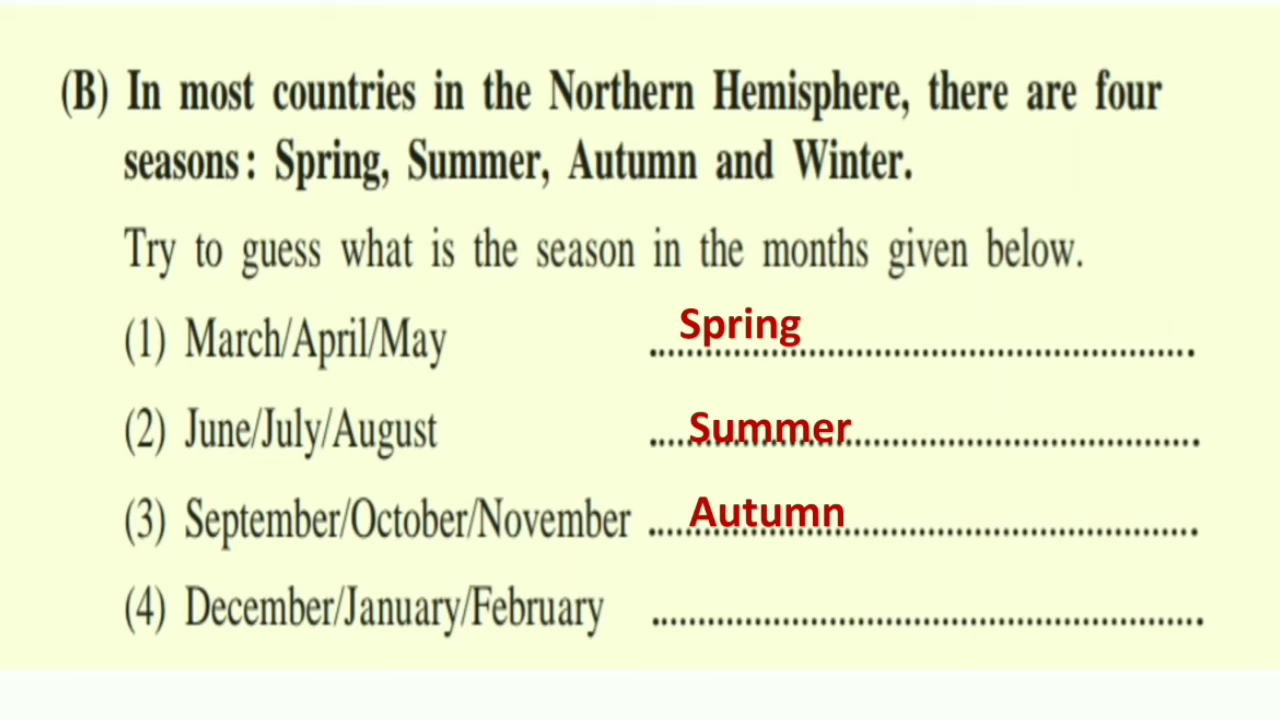 (B) In most countries in the Northern Hemisphere, there are four
seasons: Spring, Summer, Autumn and Winter.
Try to guess what is the season in the months given below.
(1) March/April/May Spring
(2) June/July/August Summer
(3) September/October/November Autumn
(4) December/January/February